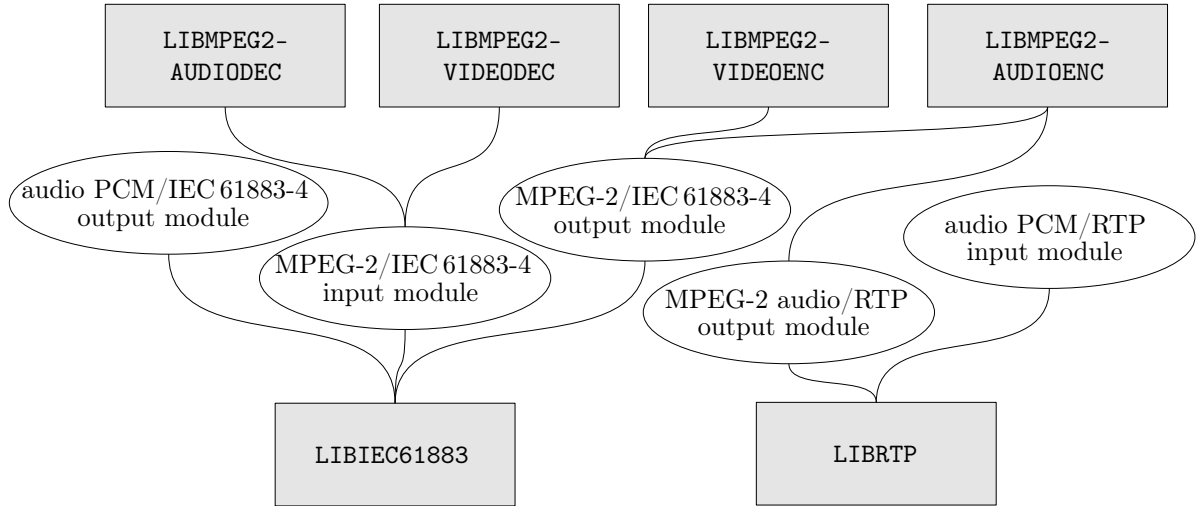 LIBMPEG2-
AUDIODEC
LIBMPEG2-
VIDEODEC
LIBMPEG2-
VIDEOENC
LIBMPEG2-
AUDIOENC
audio PCM/IEC 61883-4
output module
MPEG-2/IEC 61883-4
input module
MPEG-2/IEC 61883-4
output module
MPEG-2 audio/RTP
output module
audio PCM/RTP
input module
LIBIEC61883
LIBRTP